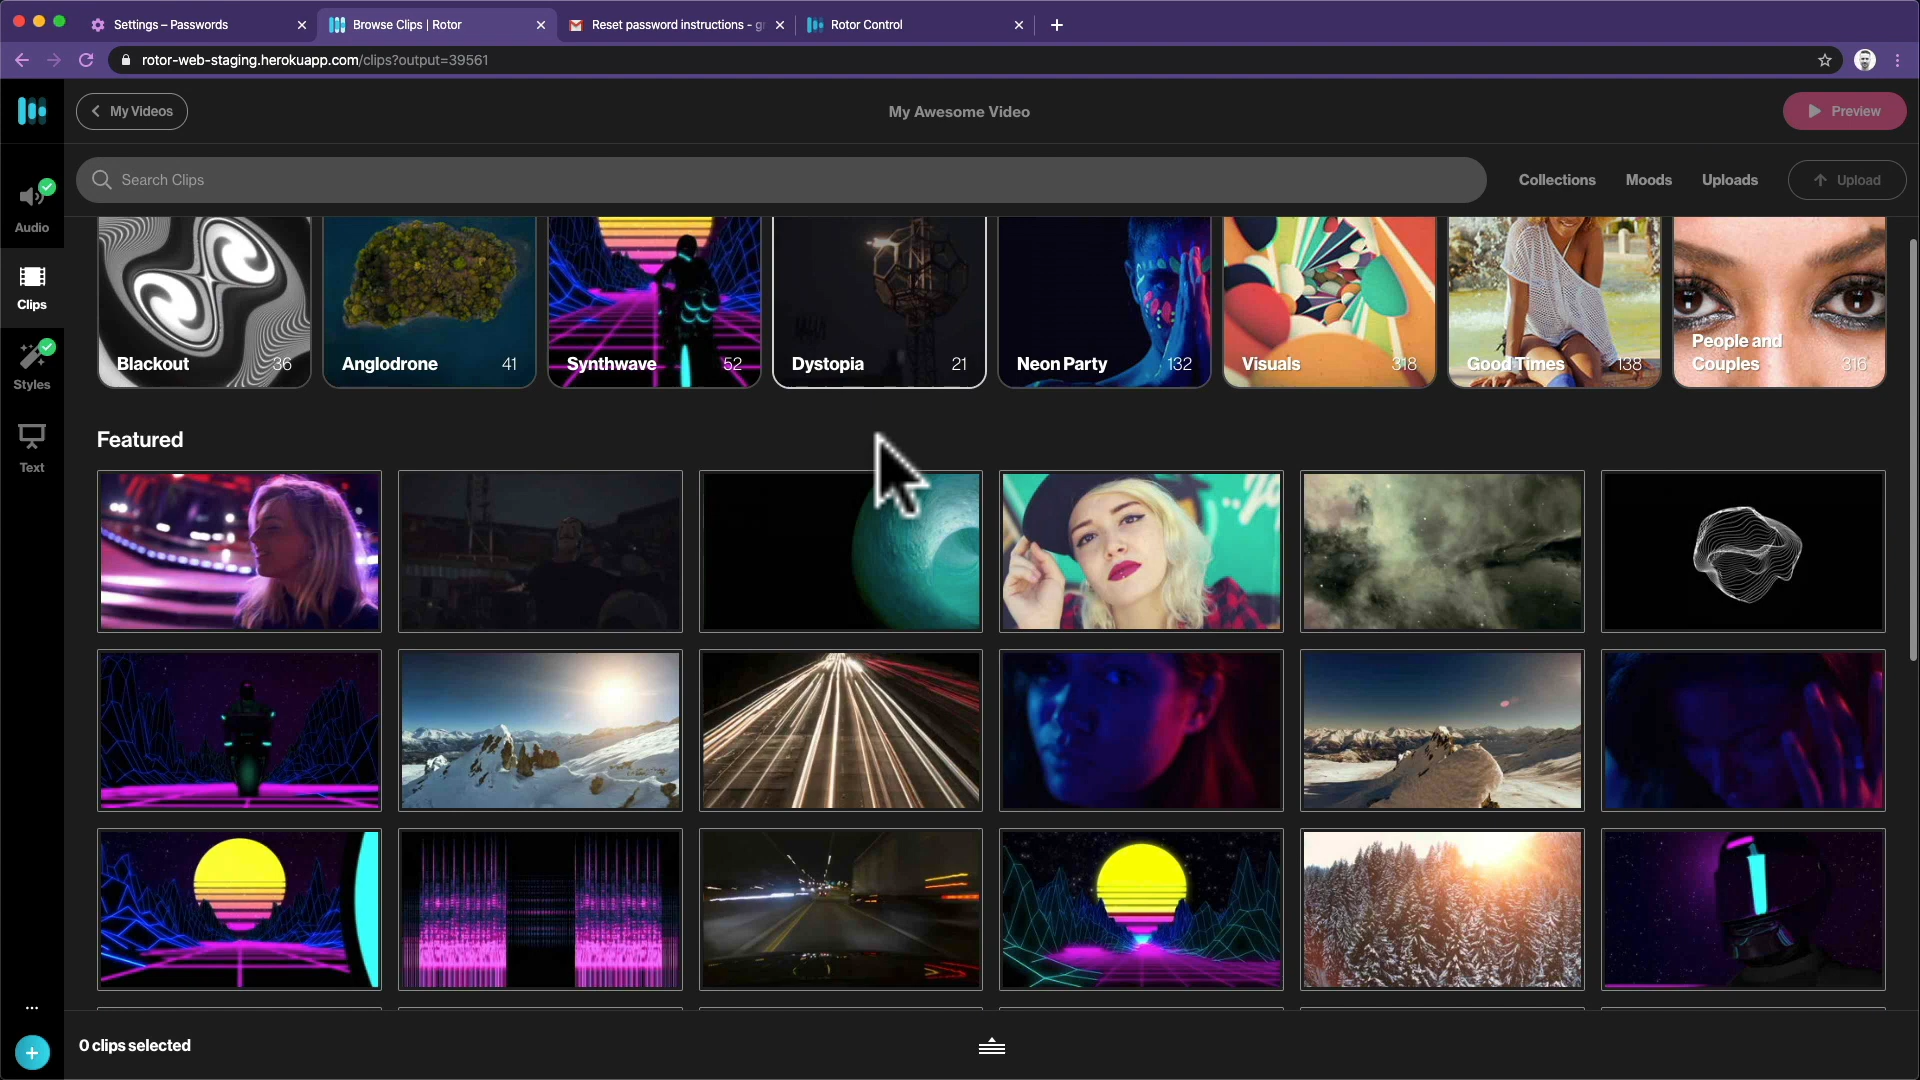 Settings – Passwords
Browse Clips | Rotor
Reset password instructions - g
Rotor Control
rotor-web-staging.herokuapp.com/clips?output=39561
My Videos
My Awesome Video
Preview
Search Clips
Collections
Moods
Uploads
Upload
Audio
Clips
Styles
Text
Blackout 36
Anglodrone 41
Synthwave 52
Dystopia 21
Neon Party 132
Visuals 318
Good Times 138
People and
Couples 316
Featured
0 clips selected